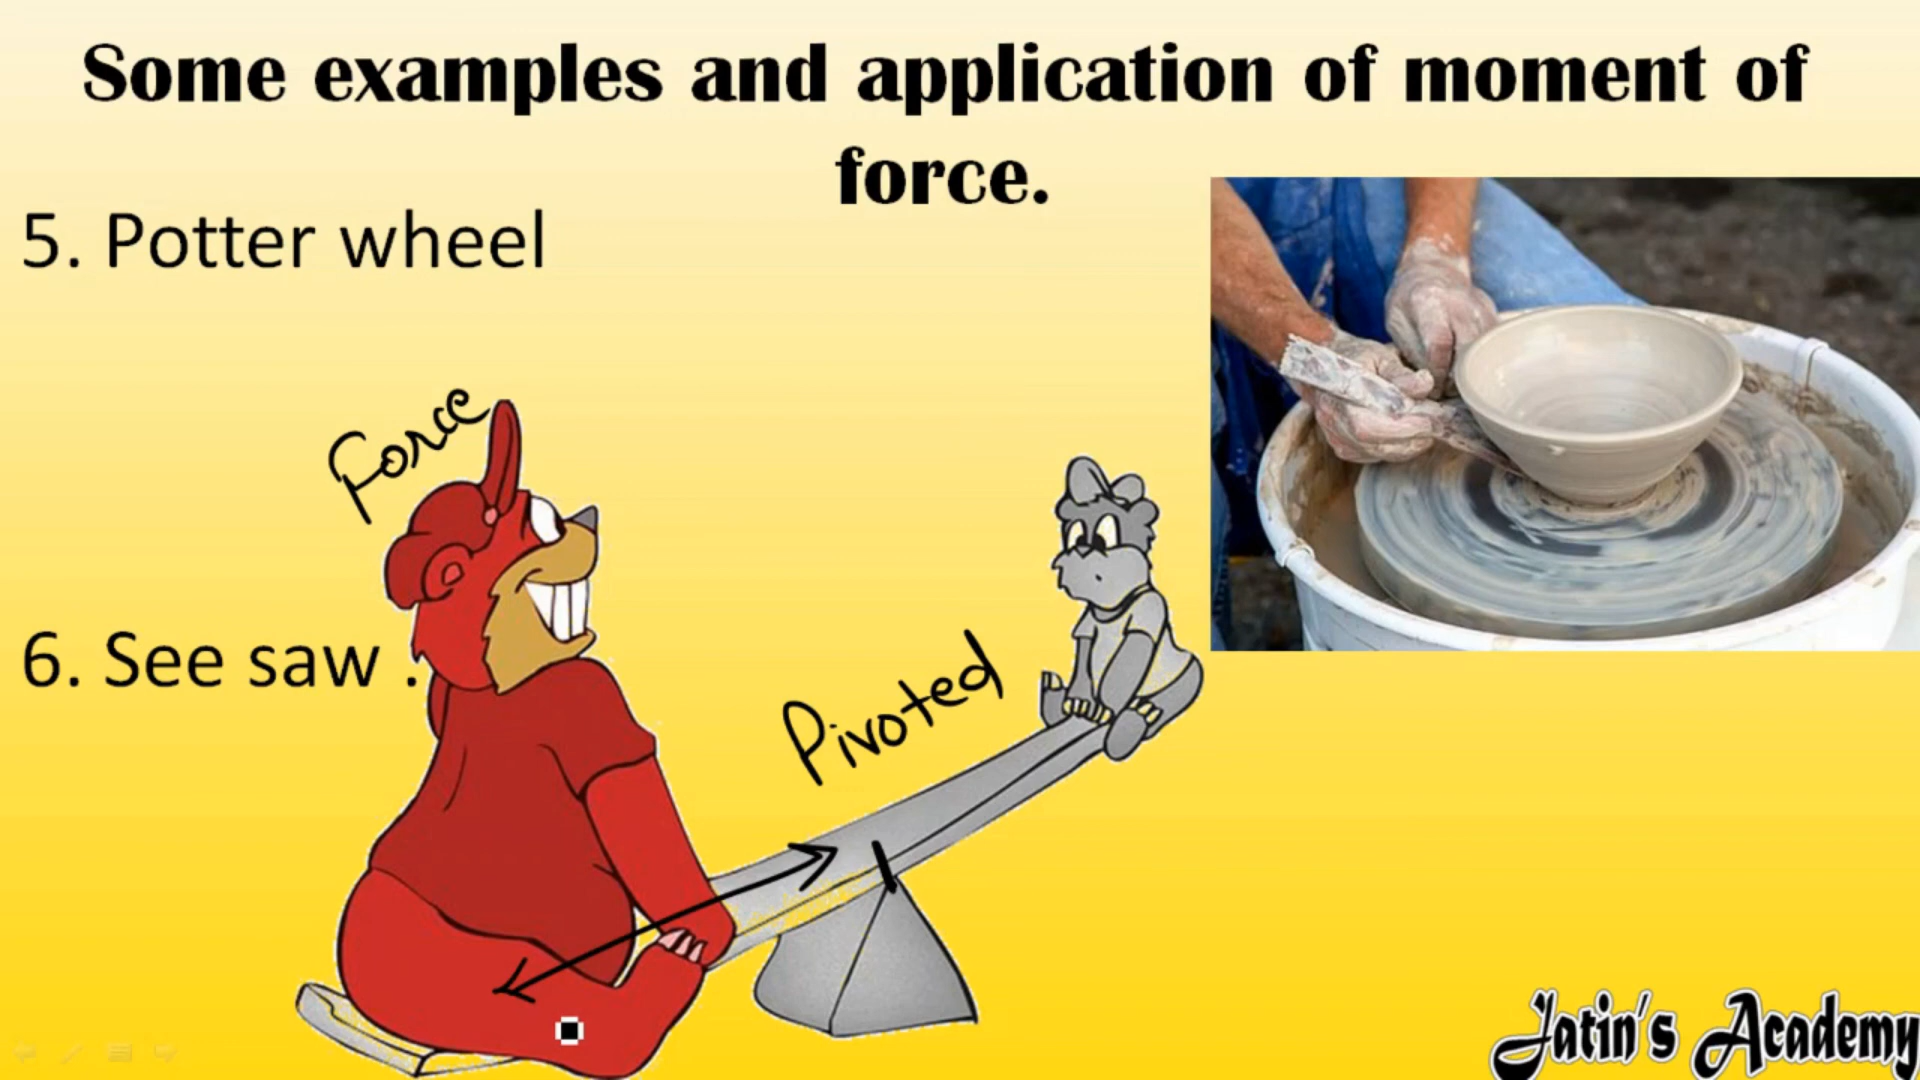 Some examples and application of moment of
force.
5. Potter wheel
Force
6. See saw .
Pivoted
Jatin's Academy